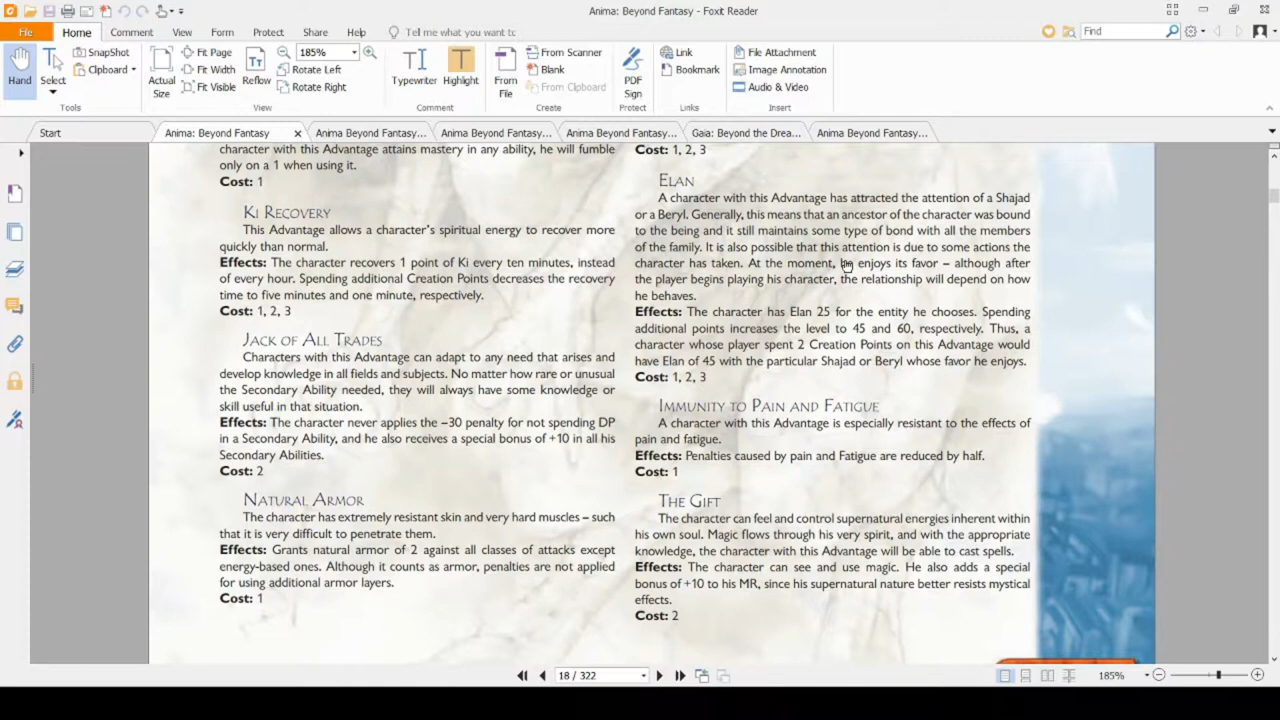 Anima: Beyond Fantasy - Foxit Reader
File Home Comment View Form Protect Share Help Tell me what you want t Find
Hand
Select
SnapShot
Clipboard
Tools
Actual Size
Fit Page
Fit Width
Fit Visible
Reflow
185%
Rotate Left
Rotate Right
View
Typewriter
Highlight
Comment
From File
From Scanner
Blank
From Clipboard
Create
PDF Sign
Protect
Link
Bookmark
Links
File Attachment
Image Annotation
Audio & Video
Insert
Start Anima: Beyond Fantasy Anima Beyond Fantasy... Anima Beyond Fantasy... Anima Beyond Fantasy... Gaia: Beyond the Drea... Anima Beyond Fantasy...
character with this Advantage attains mastery in any ability, he will fumble
only on a 1 when using it.
Cost: 1
Ki Recovery
This Advantage allows a character's spiritual energy to recover more
quickly than normal.
Effects: The character recovers 1 point of Ki every ten minutes, instead
of every hour. Spending additional Creation Points decreases the recovery
time to five minutes and one minute, respectively.
Cost: 1, 2, 3
Jack of All Trades
Characters with this Advantage can adapt to any need that arises and
develop knowledge in all fields and subjects. No matter how rare or unusual
the Secondary Ability needed, they will always have some knowledge or
skill useful in that situation.
Effects: The character never applies the –30 penalty for not spending DP
in a Secondary Ability, and he also receives a special bonus of +10 in all his
Secondary Abilities.
Cost: 2
Natural Armor
The character has extremely resistant skin and very hard muscles – such
that it is very difficult to penetrate them.
Effects: Grants natural armor of 2 against all classes of attacks except
energy-based ones. Although it counts as armor, penalties are not applied
for using additional armor layers.
Cost: 1
Cost: 1, 2, 3
Elan
A character with this Advantage has attracted the attention of a Shajad
or a Beryl. Generally, this means that an ancestor of the character was bound
to the being and it still maintains some type of bond with all the members
of the family. It is also possible that this attention is due to some actions the
character has taken. At the moment, he enjoys its favor – although after
the player begins playing his character, the relationship will depend on how
he behaves.
Effects: The character has Elan 25 for the entity he chooses. Spending
additional points increases the level to 45 and 60, respectively. Thus, a
character whose player spent 2 Creation Points on this Advantage would
have Elan of 45 with the particular Shajad or Beryl whose favor he enjoys.
Cost: 1, 2, 3
Immunity to Pain and Fatigue
A character with this Advantage is especially resistant to the effects of
pain and fatigue.
Effects: Penalties caused by pain and Fatigue are reduced by half.
Cost: 1
The Gift
The character can feel and control supernatural energies inherent within
his own soul. Magic flows through his very spirit, and with the appropriate
knowledge, the character with this Advantage will be able to cast spells.
Effects: The character can see and use magic. He also adds a special
bonus of +10 to his MR, since his supernatural nature better resists mystical
effects.
Cost: 2
18 / 322
185%